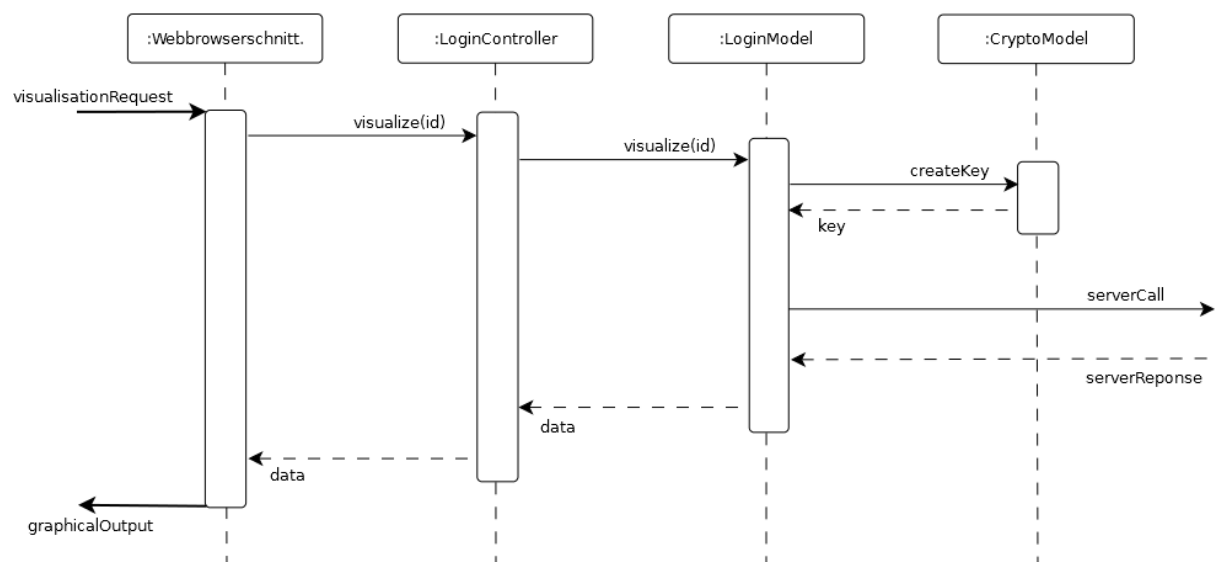 :Webbrowserschnitt.
:LoginController
:LoginModel
:CryptoModel
visualisationRequest
visualize(id)
visualize(id)
createKey
key
serverCall
serverReponse
data
data
graphicalOutput